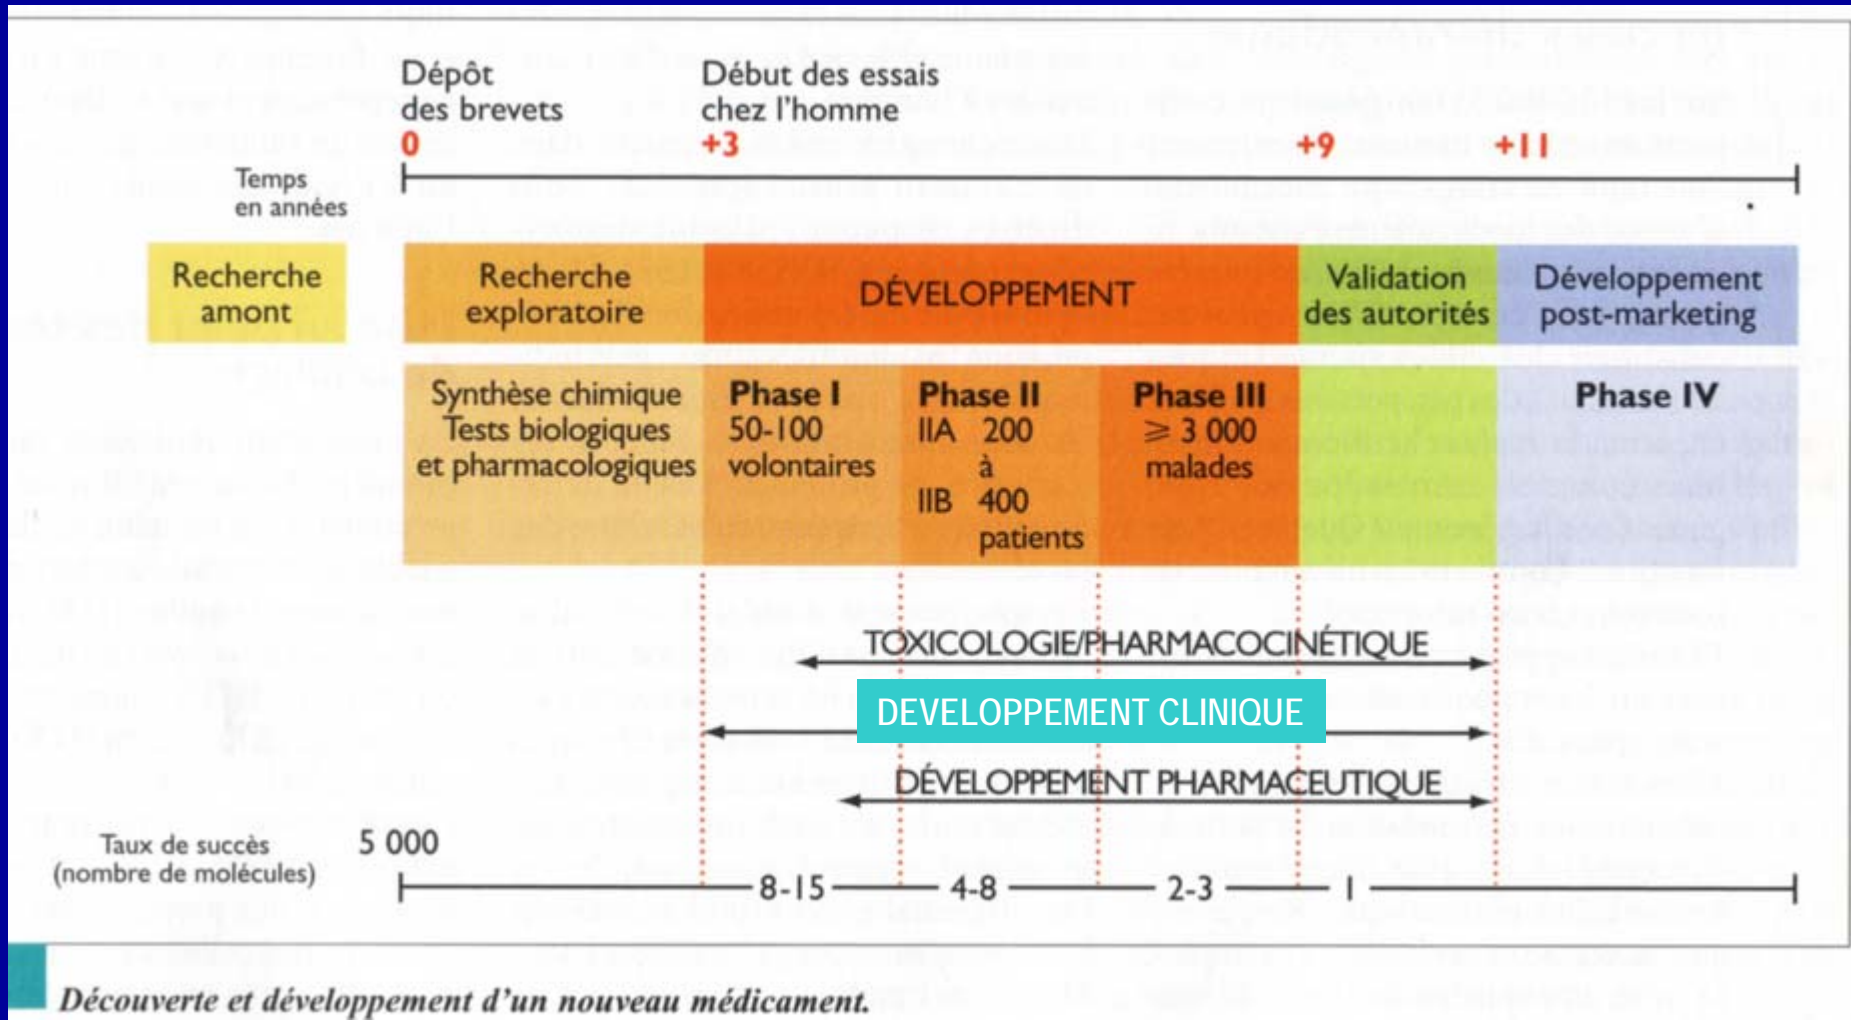 Dépôt
des brevets
0
Début des essais
chez l'homme
+3
+9
+11
Temps
en années
Recherche
amont
Recherche
exploratoire
DÉVELOPPEMENT
Validation
des autorités
Développement
post-marketing
Synthèse chimique
Tests biologiques
et pharmacologiques
Phase I
50-100
volontaires
Phase II
IIA 200
à
IIB 400
patients
Phase III
⩾ 3 000
malades
Phase IV
TOXICOLOGIE/PHARMACOCINÉTIQUE
DEVELOPPEMENT CLINIQUE
DÉVELOPPEMENT PHARMACEUTIQUE
Taux de succès
(nombre de molécules)
5 000
8-15
4-8
2-3
1
Découverte et développement d'un nouveau médicament.